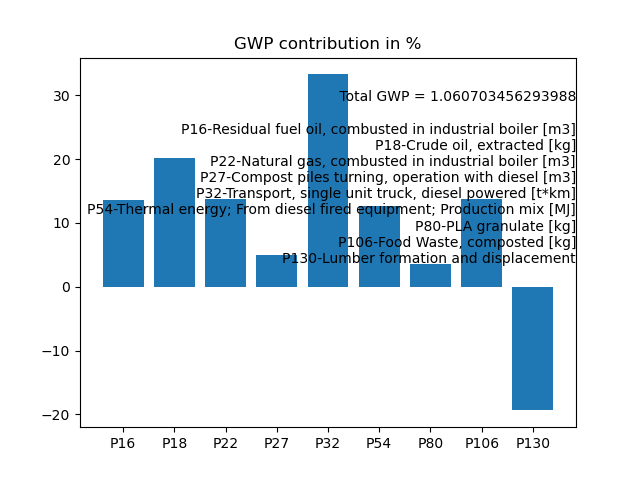 GWP contribution in %
Total GWP = 1.060703456293988
P16-Residual fuel oil, combusted in industrial boiler [m3]
P18-Crude oil, extracted [kg]
P22-Natural gas, combusted in industrial boiler [m3]
P27-Compost piles turning, operation with diesel [m3]
P32-Transport, single unit truck, diesel powered [t*km]
P54-Thermal energy; From diesel fired equipment; Production mix [MJ]
P80-PLA granulate [kg]
P106-Food Waste, composted [kg]
P130-Lumber formation and displacement
30
20
10
0
−10
−20
P16 P18 P22 P27 P32 P54 P80 P106 P130